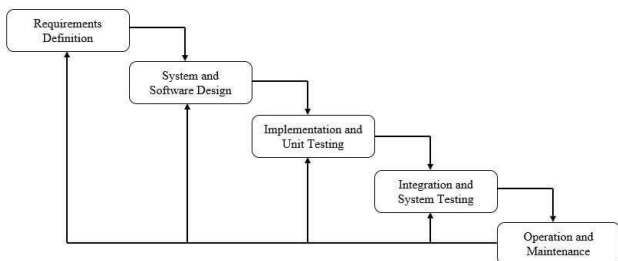 Requirements
Definition
System and
Software Design
Implementation and
Unit Testing
Integration and
System Testing
Operation and
Maintenance